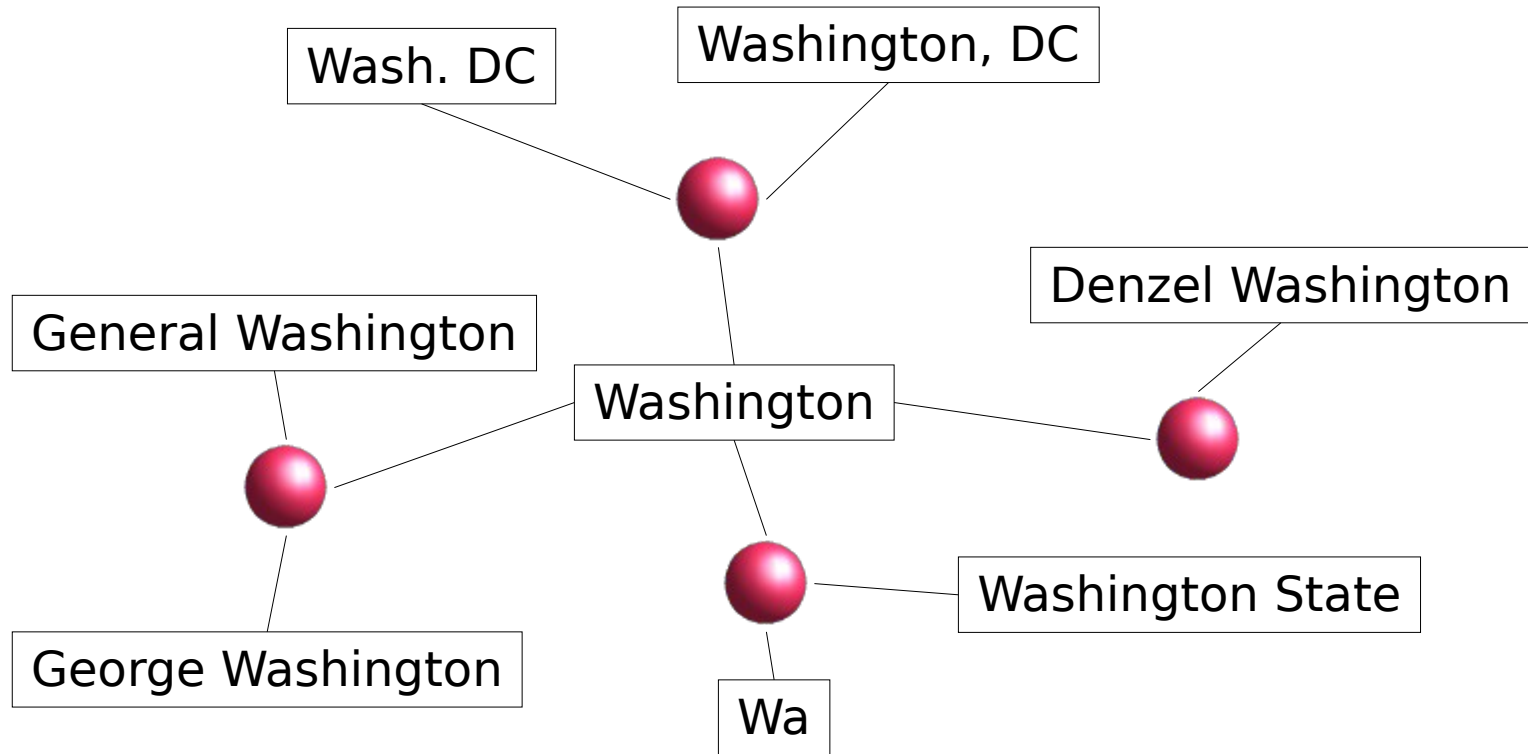 Washington, DC
Wash. DC
Denzel Washington
General Washington
Washington
Washington State
George Washington
Wa